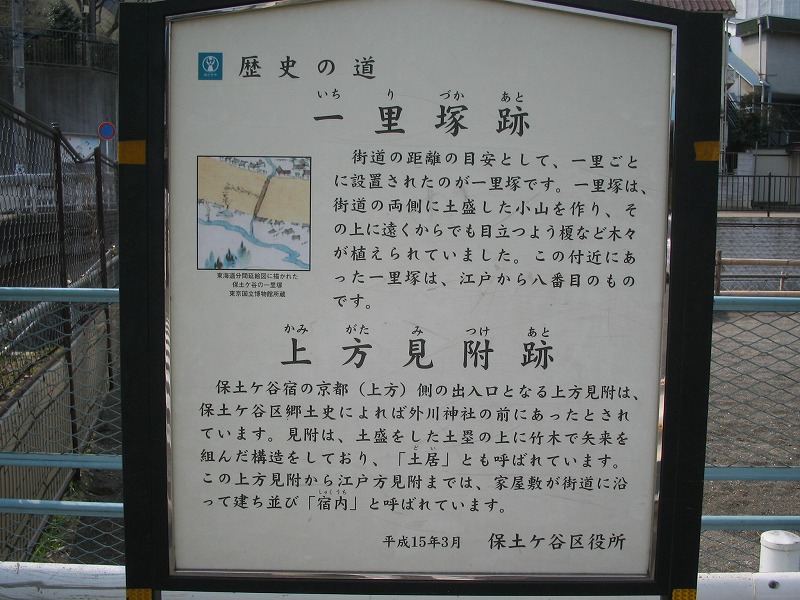 歴史の道
いち り づか あと
一里塚跡
街道の距離の目安として、一里ごと
に設置されたのが一里塚です。一里塚は、
街道の両側に土盛した小山を作り、そ
の上に遠くからでも目立つよう榎など木々
が植えられていました。この付近にあ
った一里塚は、江戸から八番目のもの
です。
東海道分間延絵図に描かれた
保土ケ谷の一里塚
東京国立博物館所蔵
かみ がた み つけ あと
上方見附跡
保土ケ谷宿の京都（上方）側の出入口となる上方見附は、
保土ケ谷区郷土史によれば外川神社の前にあったとされ
ています。見附は、土盛をした土塁の上に竹木で矢来を
組んだ構造をしており、「土居」とも呼ばれています。
どい
この上方見附から江戸方見附までは、家屋敷が街道に沿
って建ち並び「宿内」と呼ばれています。
しゅくうち
平成15年3月 保土ケ谷区役所